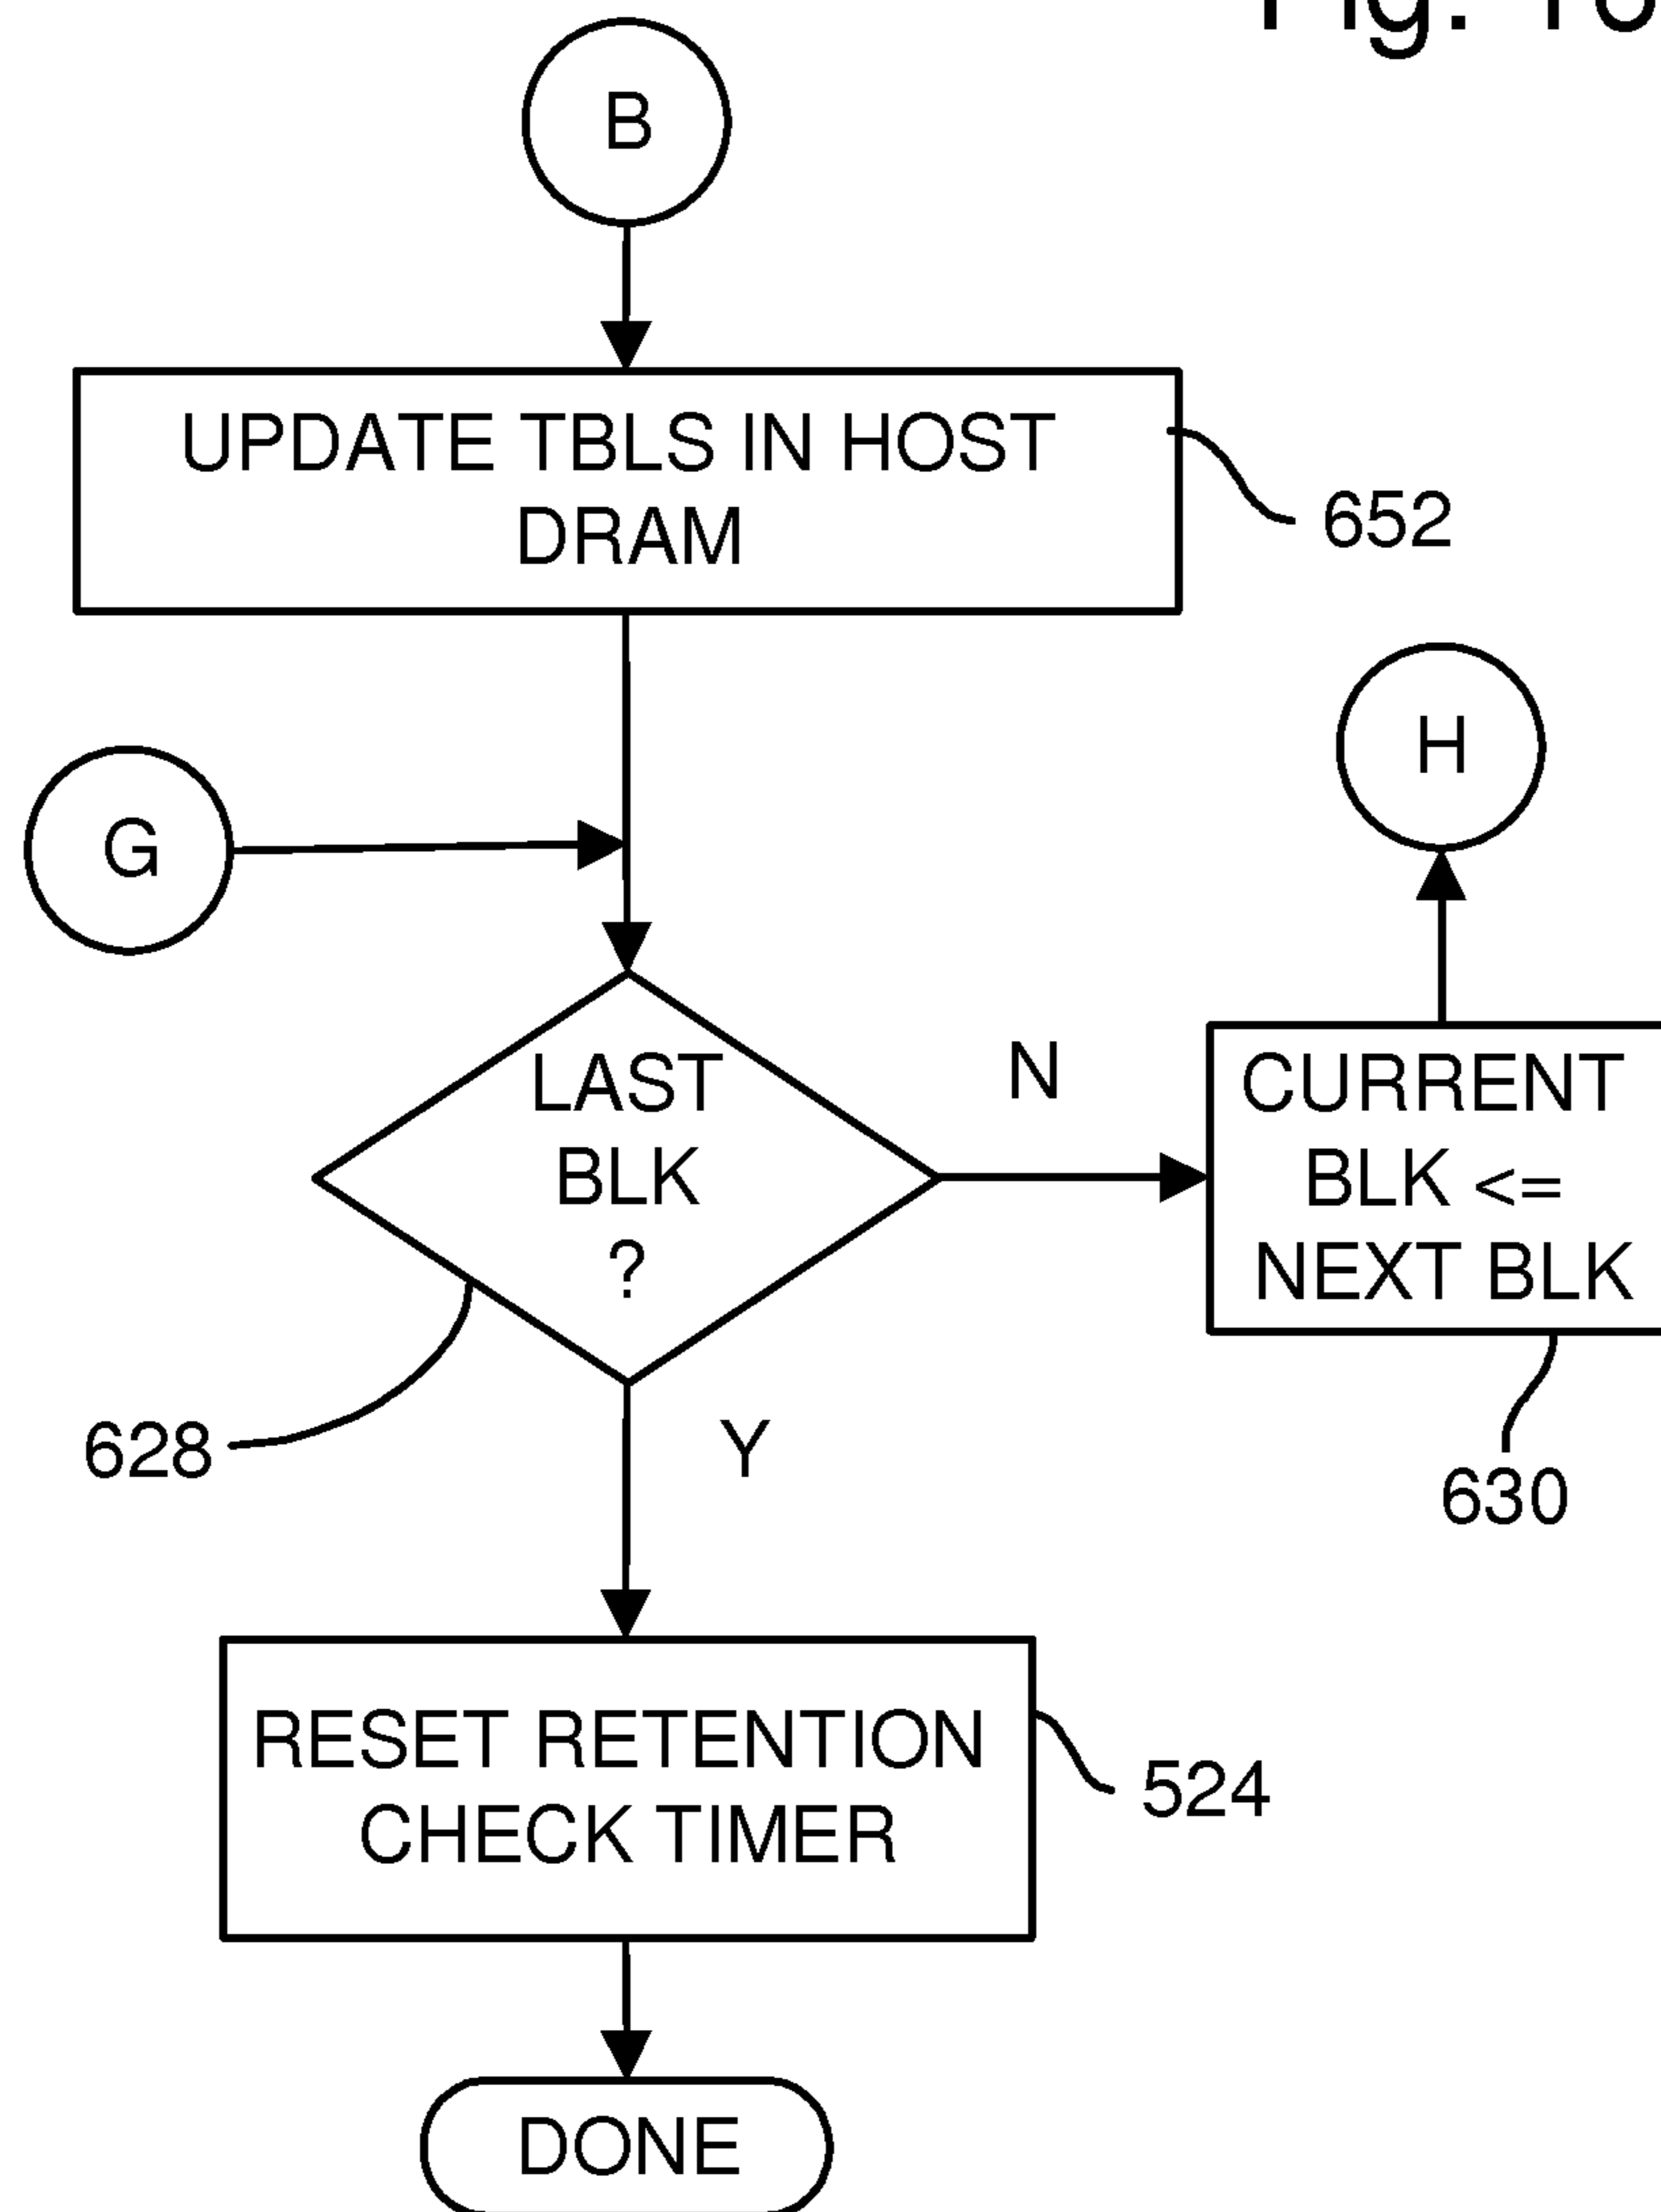 B
UPDATE TBLS IN HOST
DRAM
652
H
G
LAST
BLK
?
N
CURRENT
BLK <=
NEXT BLK
628
Y
630
RESET RETENTION
CHECK TIMER
524
DONE